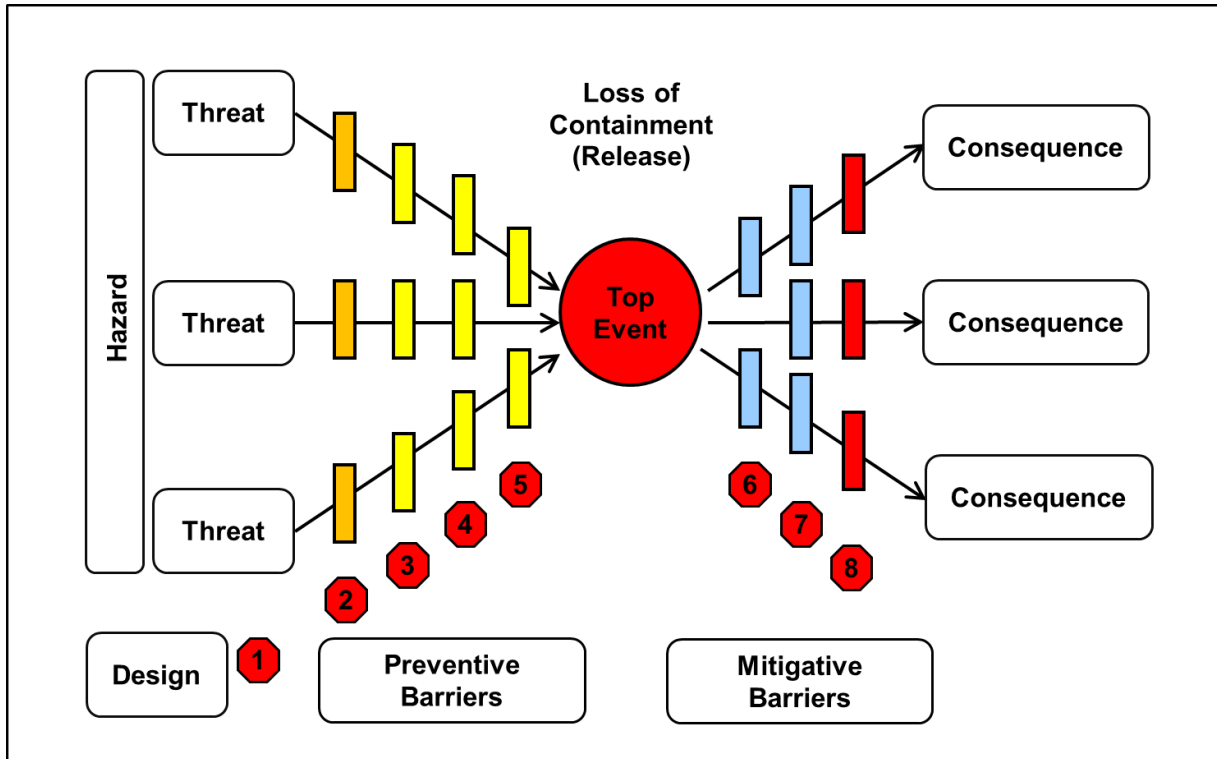 Loss of
Containment
(Release)
Hazard
Threat
Threat
Threat
Top
Event
Consequence
Consequence
Consequence
1
2
3
4
5
6
7
8
Design
Preventive
Barriers
Mitigative
Barriers